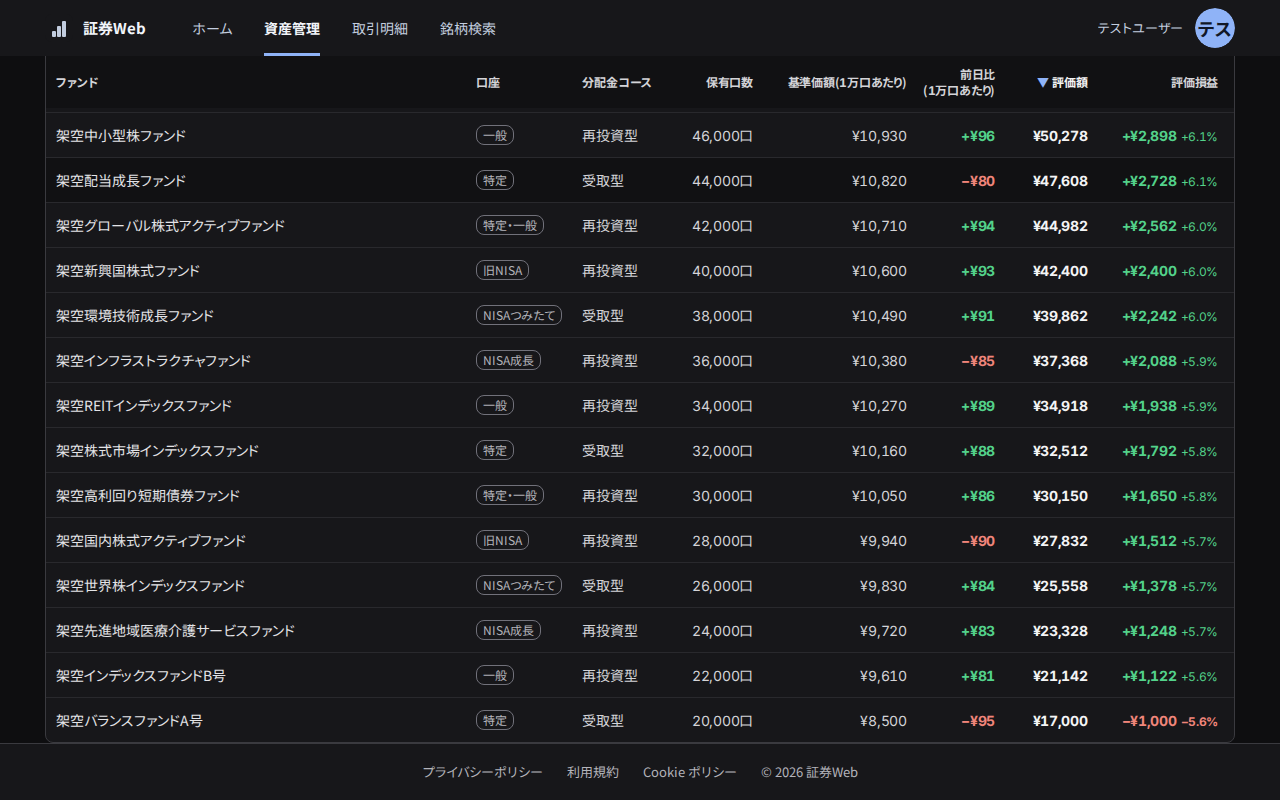 証券Web ホーム 資産管理 取引明細 銘柄検索 テストユーザー テス
ファンド 口座 分配金コース 保有口数 基準価額(1万口あたり) 前日比 (1万口あたり) ▼評価額 評価損益
架空中小型株ファンド 一般 再投資型 46,000口 ¥10,930 +¥96 ¥50,278 +¥2,898 +6.1%
架空配当成長ファンド 特定 受取型 44,000口 ¥10,820 −¥80 ¥47,608 +¥2,728 +6.1%
架空グローバル株式アクティブファンド 特定・一般 再投資型 42,000口 ¥10,710 +¥94 ¥44,982 +¥2,562 +6.0%
架空新興国株式ファンド 旧NISA 再投資型 40,000口 ¥10,600 +¥93 ¥42,400 +¥2,400 +6.0%
架空環境技術成長ファンド NISAつみたて 受取型 38,000口 ¥10,490 +¥91 ¥39,862 +¥2,242 +6.0%
架空インフラストラクチャファンド NISA成長 再投資型 36,000口 ¥10,380 −¥85 ¥37,368 +¥2,088 +5.9%
架空REITインデックスファンド 一般 再投資型 34,000口 ¥10,270 +¥89 ¥34,918 +¥1,938 +5.9%
架空株式市場インデックスファンド 特定 受取型 32,000口 ¥10,160 +¥88 ¥32,512 +¥1,792 +5.8%
架空高利回り短期債券ファンド 特定・一般 再投資型 30,000口 ¥10,050 +¥86 ¥30,150 +¥1,650 +5.8%
架空国内株式アクティブファンド 旧NISA 再投資型 28,000口 ¥9,940 −¥90 ¥27,832 +¥1,512 +5.7%
架空世界株インデックスファンド NISAつみたて 受取型 26,000口 ¥9,830 +¥84 ¥25,558 +¥1,378 +5.7%
架空先進地域医療介護サービスファンド NISA成長 再投資型 24,000口 ¥9,720 +¥83 ¥23,328 +¥1,248 +5.7%
架空インデックスファンドB号 一般 再投資型 22,000口 ¥9,610 +¥81 ¥21,142 +¥1,122 +5.6%
架空バランスファンドA号 特定 受取型 20,000口 ¥8,500 −¥95 ¥17,000 −¥1,000 −5.6%
プライバシーポリシー 利用規約 Cookie ポリシー © 2026 証券Web